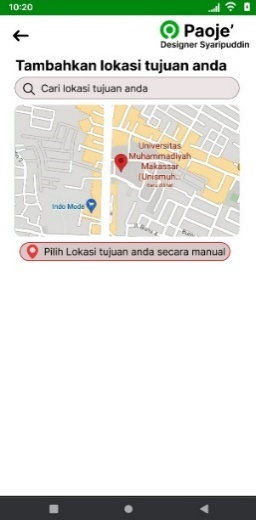 10:20
Paoje'
Designer Syaripuddin
Tambahkan lokasi tujuan anda
Cari lokasi tujuan anda
Universitas
Muhammadiyah
Makassar
(Unismuh...
Indo Mode
Pilih Lokasi tujuan anda secara manual